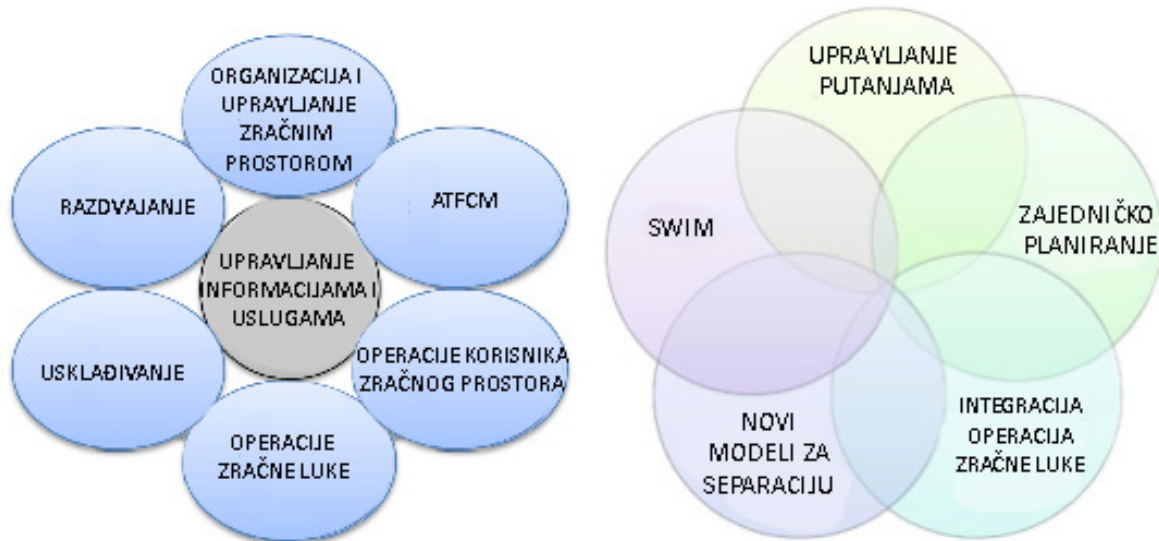 ORGANIZACIJA I
UPRAVLJANJE
ZRAČNIM
PROSTOROM
RAZDVAJANJE
ATFCM
UPRAVLJANJE
INFORMACIJAMA I
USLUGAMA
USKLAĐIVANJE
OPERACIJE KORISNIKA
ZRAČNOG PROSTORA
OPERACIJE
ZRAČNE LUKE
UPRAVLJANJE
PUTANJAMA
SWIM
ZAJEDNIČKO
PLANIRANJE
NOVI
MODELI ZA
SEPARACIJU
INTEGRACIJA
OPERACIJA
ZRAČNE LUKE